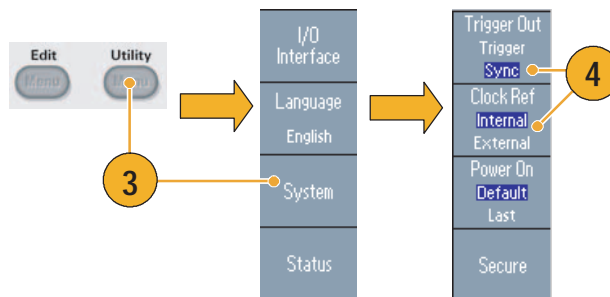 Edit
Utility
Menu
Menu
3
I/O
Interface
Language
English
System
Status
Trigger Out
Trigger
Sync
Clock Ref
Internal
External
Power On
Default
Last
Secure
4